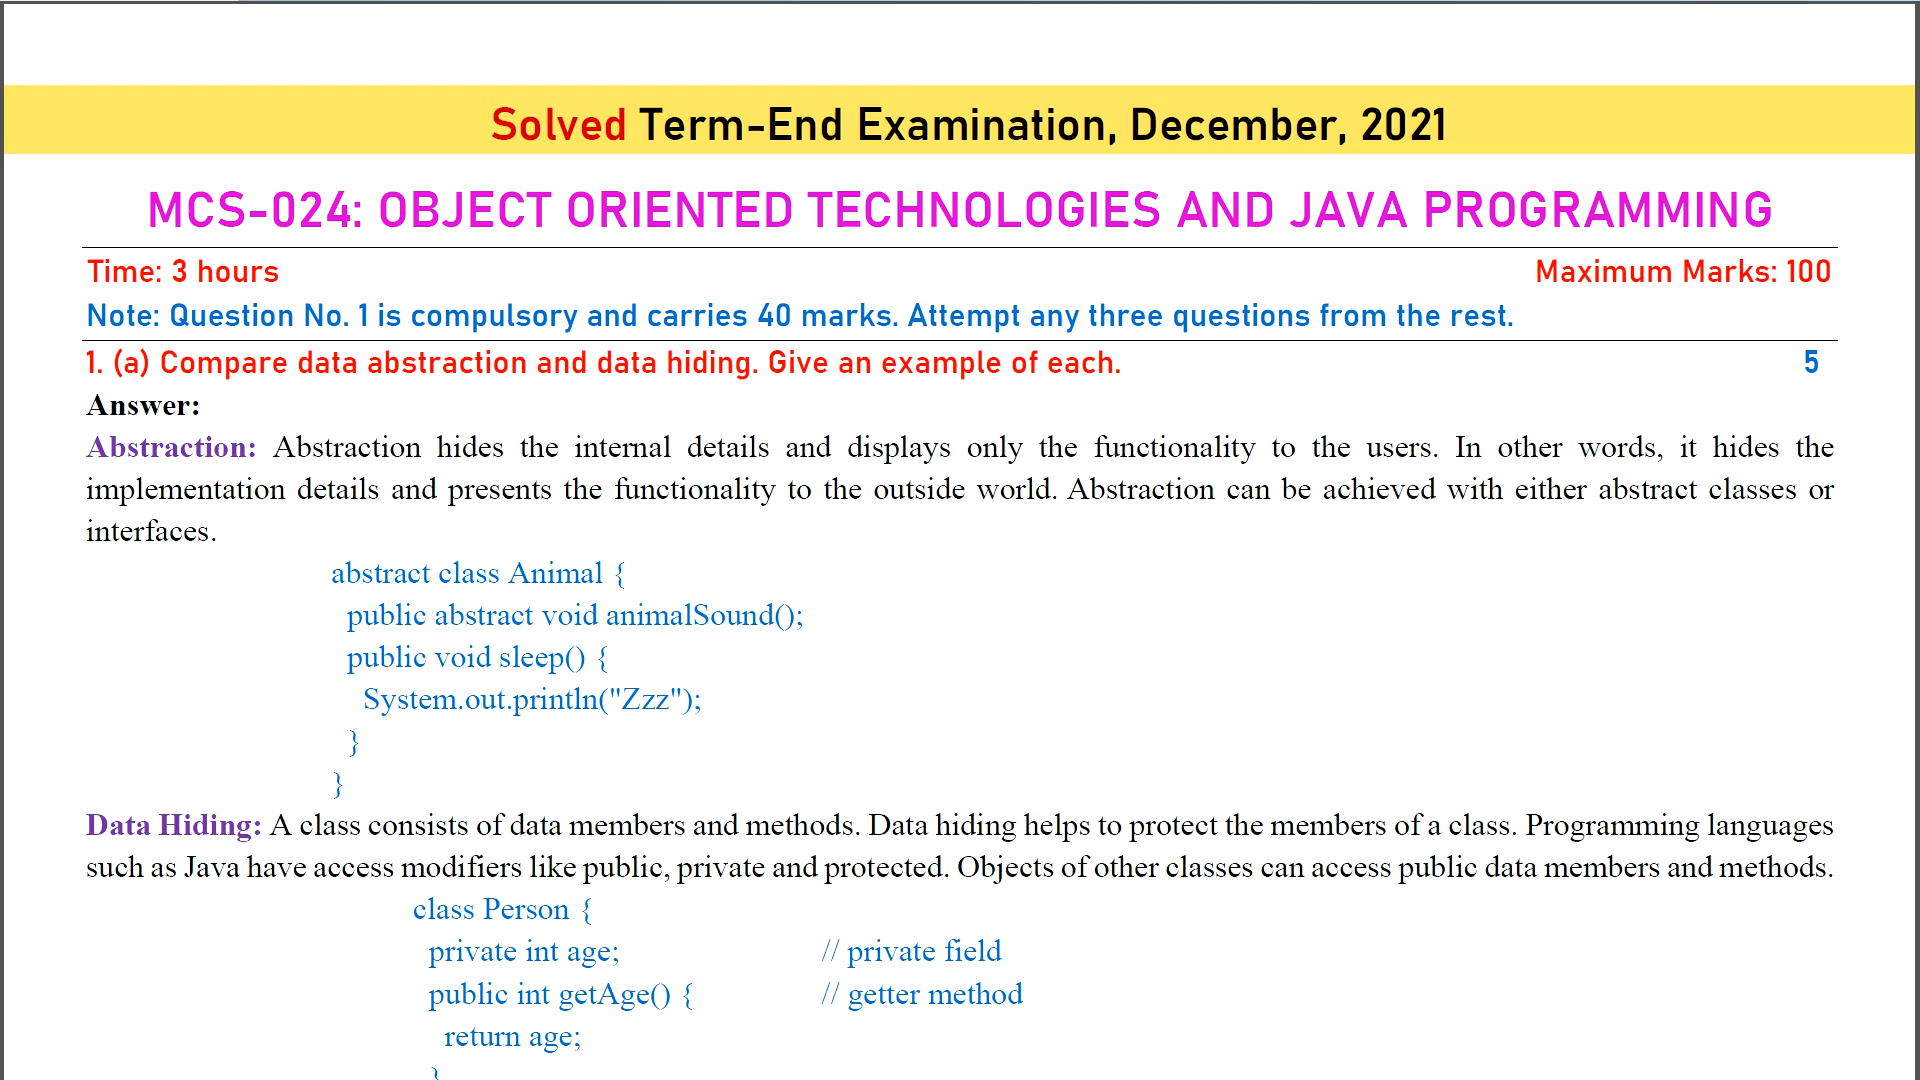 Solved Term-End Examination, December, 2021
MCS-024: OBJECT ORIENTED TECHNOLOGIES AND JAVA PROGRAMMING
Time: 3 hours Maximum Marks: 100
Note: Question No. 1 is compulsory and carries 40 marks. Attempt any three questions from the rest.
1. (a) Compare data abstraction and data hiding. Give an example of each. 5
Answer:
Abstraction: Abstraction hides the internal details and displays only the functionality to the users. In other words, it hides the
implementation details and presents the functionality to the outside world. Abstraction can be achieved with either abstract classes or
interfaces.
abstract class Animal {
public abstract void animalSound();
public void sleep() {
System.out.println("Zzz");
}
}
Data Hiding: A class consists of data members and methods. Data hiding helps to protect the members of a class. Programming languages
such as Java have access modifiers like public, private and protected. Objects of other classes can access public data members and methods.
class Person {
private int age; // private field
public int getAge() { // getter method
return age;
}